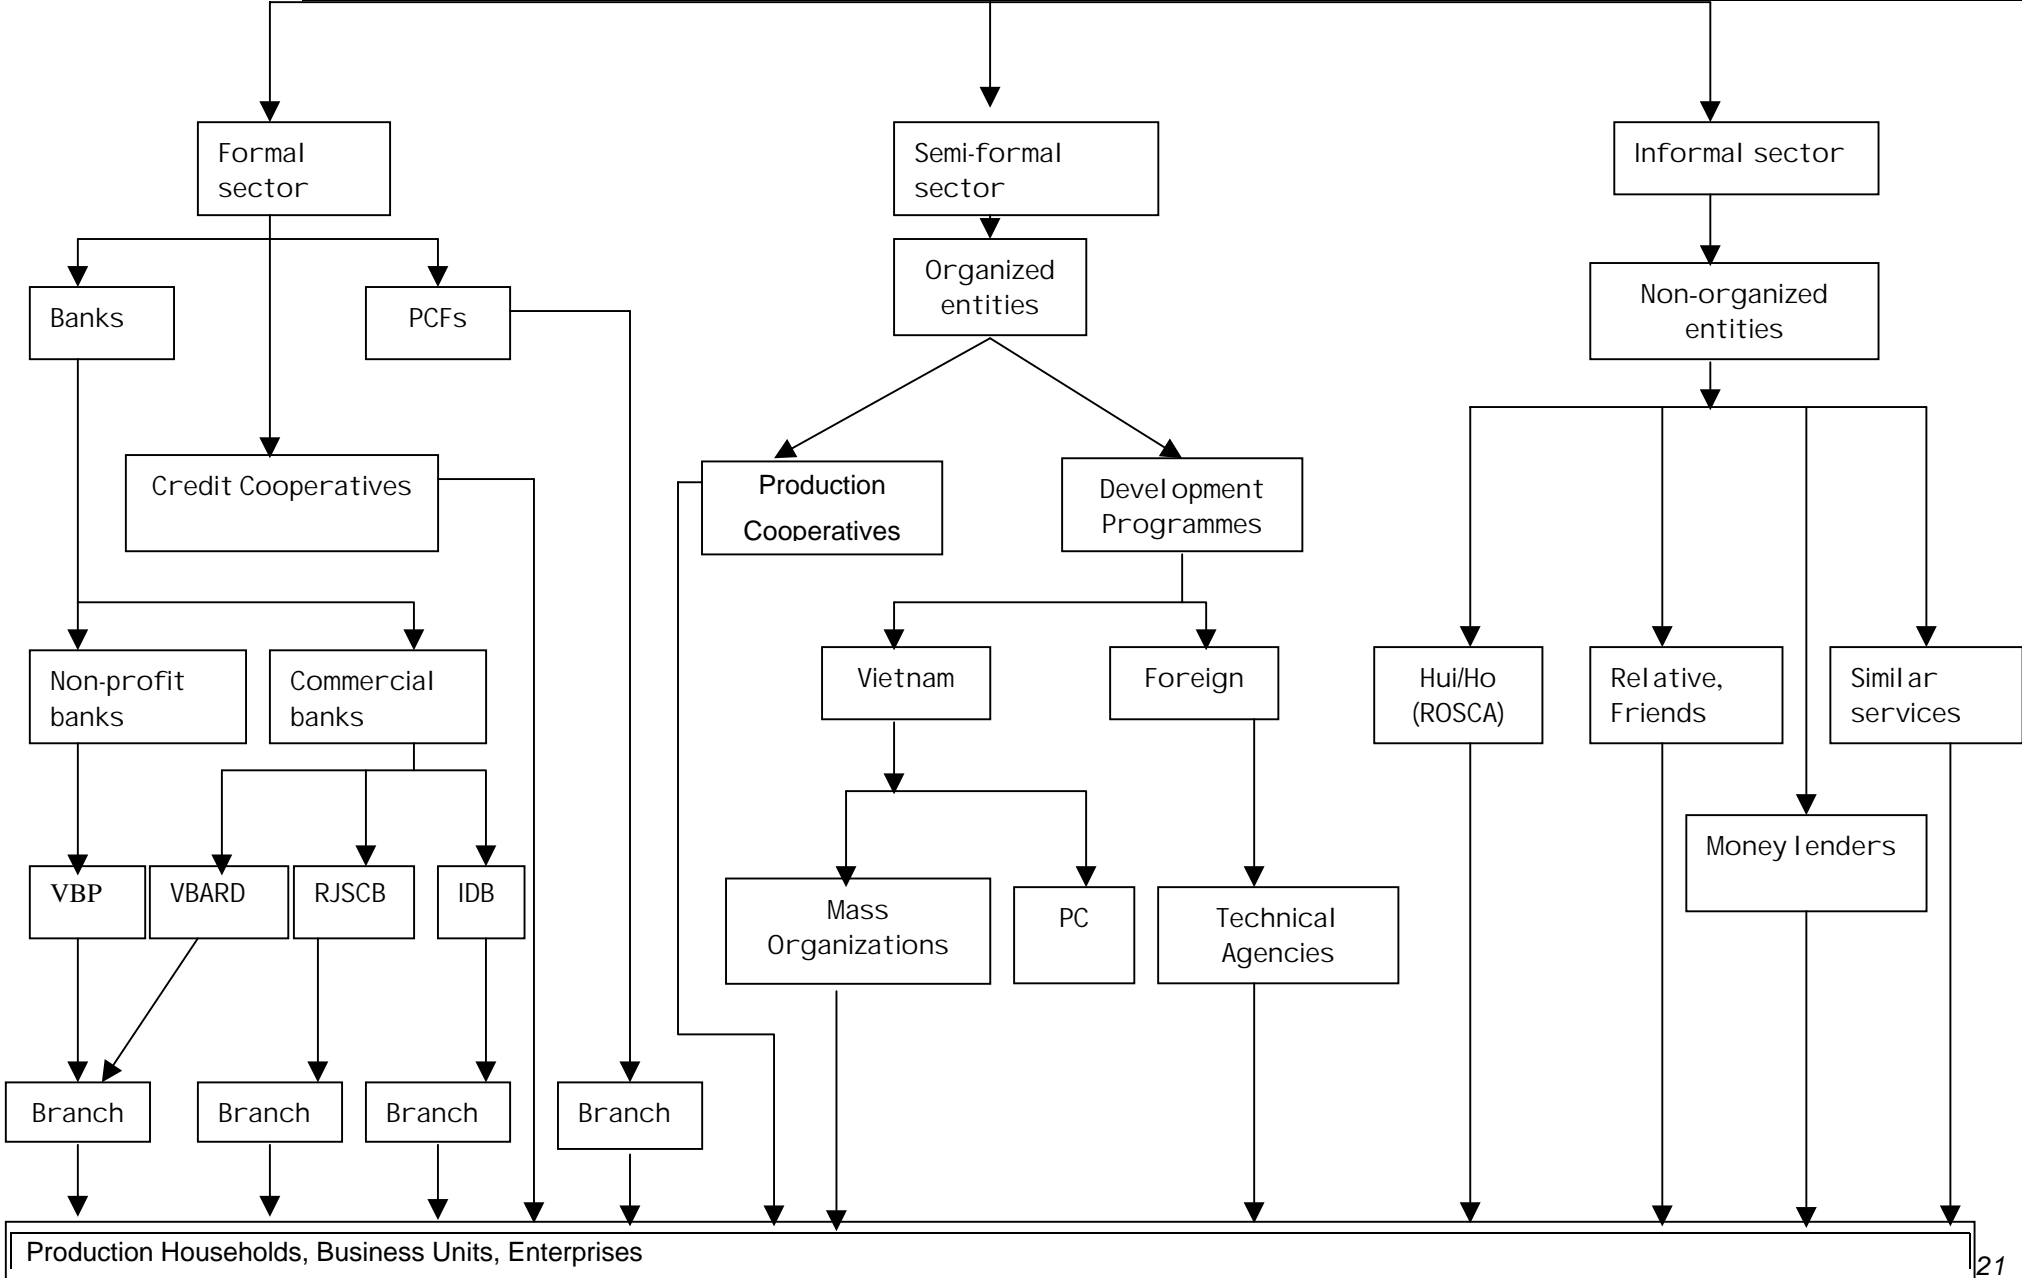 Formal
sector
Semi-formal
sector
Informal sector
Organized
entities
Non-organized
entities
Banks
PCFs
Credit Cooperatives
Production
Cooperatives
Development
Programmes
Non-profit
banks
Commercial
banks
Vietnam
Foreign
Hui/Ho
(ROSCA)
Relative,
Friends
Similar
services
Money lenders
VBP
VBARD
RJSCB
IDB
Mass
Organizations
PC
Technical
Agencies
Branch
Branch
Branch
Branch
Production Households, Business Units, Enterprises
21